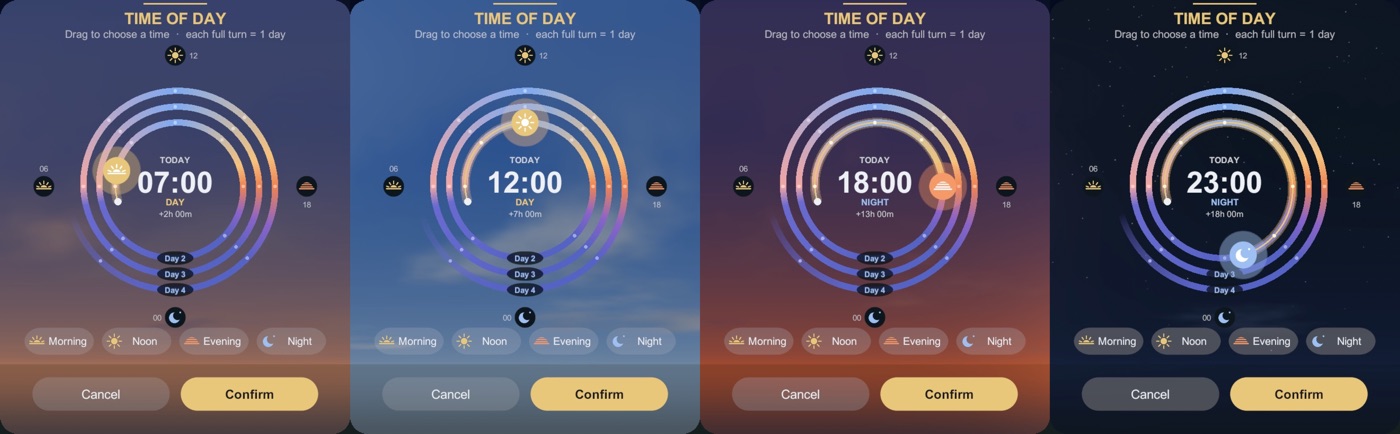 TIME OF DAY
Drag to choose a time · each full turn = 1 day
12
06
TODAY
07:00
DAY
+2h 00m
18
Day 2
Day 3
Day 4
00
Morning
Noon
Evening
Night
Cancel
Confirm
TIME OF DAY
Drag to choose a time · each full turn = 1 day
12
06
TODAY
12:00
DAY
+7h 00m
18
Day 2
Day 3
Day 4
00
Morning
Noon
Evening
Night
Cancel
Confirm
TIME OF DAY
Drag to choose a time · each full turn = 1 day
12
06
TODAY
18:00
NIGHT
+13h 00m
18
Day 2
Day 3
Day 4
00
Morning
Noon
Evening
Night
Cancel
Confirm
TIME OF DAY
Drag to choose a time · each full turn = 1 day
12
06
TODAY
23:00
NIGHT
+18h 00m
18
Day 3
Day 4
00
Morning
Noon
Evening
Night
Cancel
Confirm